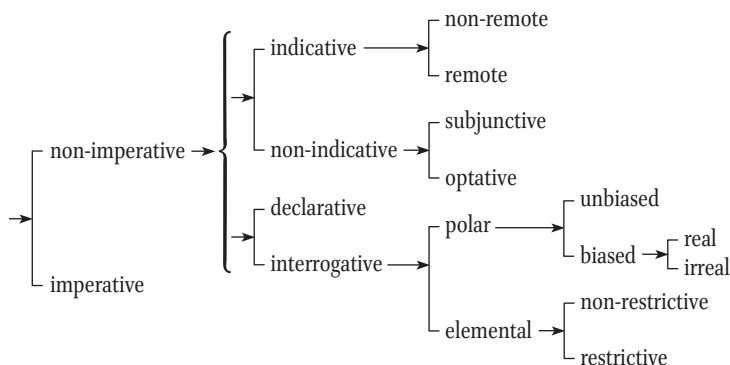 non-remote
indicative
remote
subjunctive
non-imperative
non-indicative
optative
declarative
unbiased
polar
real
interrogative
biased
irreal
imperative
non-restrictive
elemental
restrictive